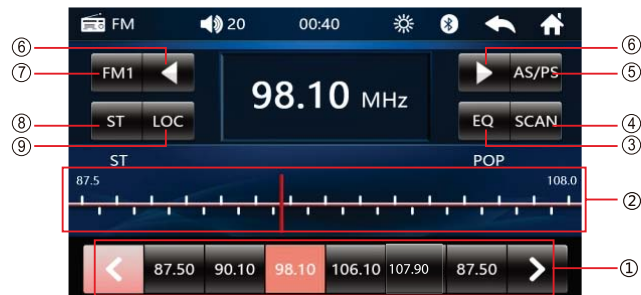 FM 20 00:40
⑥ ⑥
⑦ FM1 AS/PS ⑤
98.10 MHz
⑧ ST LOC EQ SCAN ④
⑨ ③
ST POP
87.5 108.0
②
87.50 90.10 98.10 106.10 107.90 87.50 ①